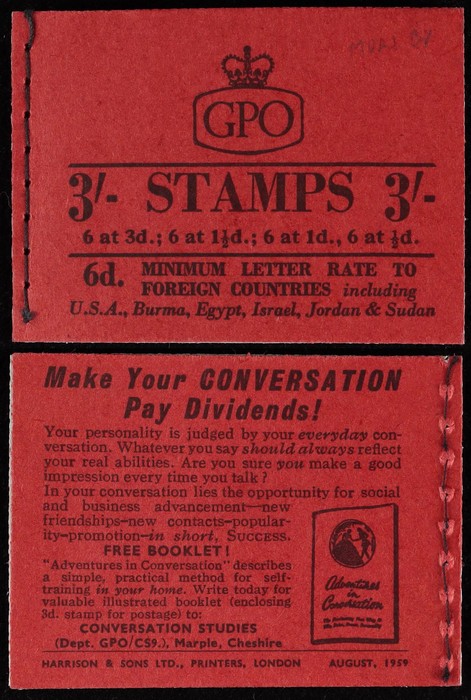 MUR2 BX
GPO
3/- STAMPS 3/-
6 at 3d.; 6 at 1½d.; 6 at 1d., 6 at ½d.
6d. MINIMUM LETTER RATE TO
FOREIGN COUNTRIES including
U.S.A., Burma, Egypt, Israel, Jordan & Sudan
Make Your CONVERSATION
Pay Dividends!
Your personality is judged by your everyday con-
versation. Whatever you say should always reflect
your real abilities. Are you sure you make a good
impression every time you talk ?
In your conversation lies the opportunity for social
and business advancement—new
friendships—new contacts—popular-
ity—promotion—in short, SUCCESS.
FREE BOOKLET !
"Adventures in Conversation" describes
a simple, practical method for self-
training in your home. Write today for
valuable illustrated booklet (enclosing
3d. stamp for postage) to:
CONVERSATION STUDIES
(Dept. GPO/CS9.), Marple, Cheshire
Adventures
in
Conversation
HARRISON & SONS LTD., PRINTERS, LONDON AUGUST, 1959